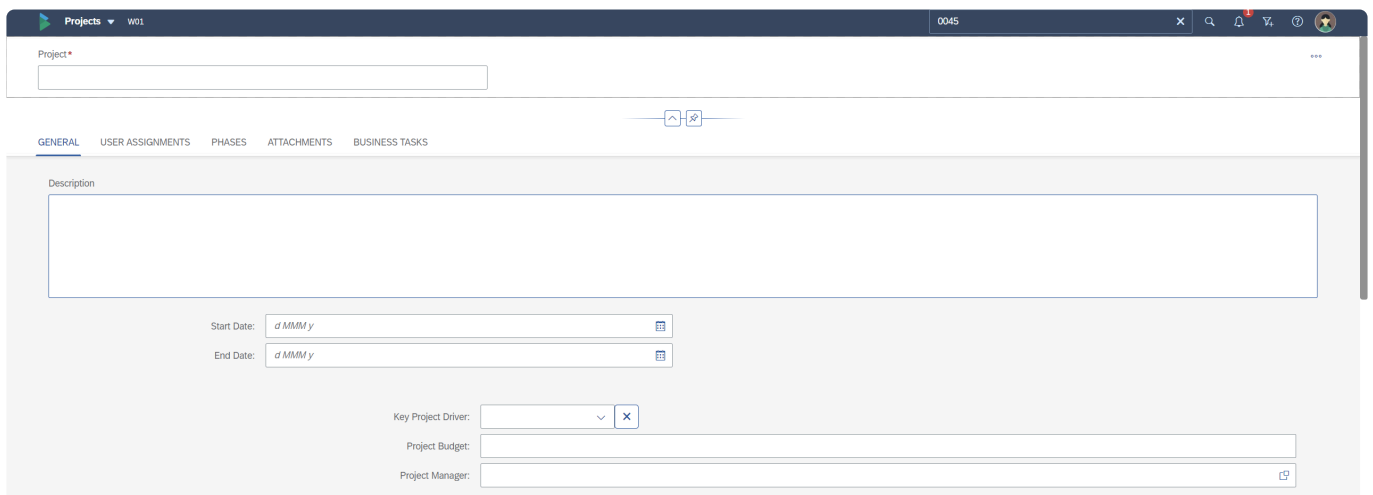 Projects W01 0045 1
Project*
GENERAL USER ASSIGNMENTS PHASES ATTACHMENTS BUSINESS TASKS
Description
Start Date: d MMM y
End Date: d MMM y
Key Project Driver:
Project Budget:
Project Manager: